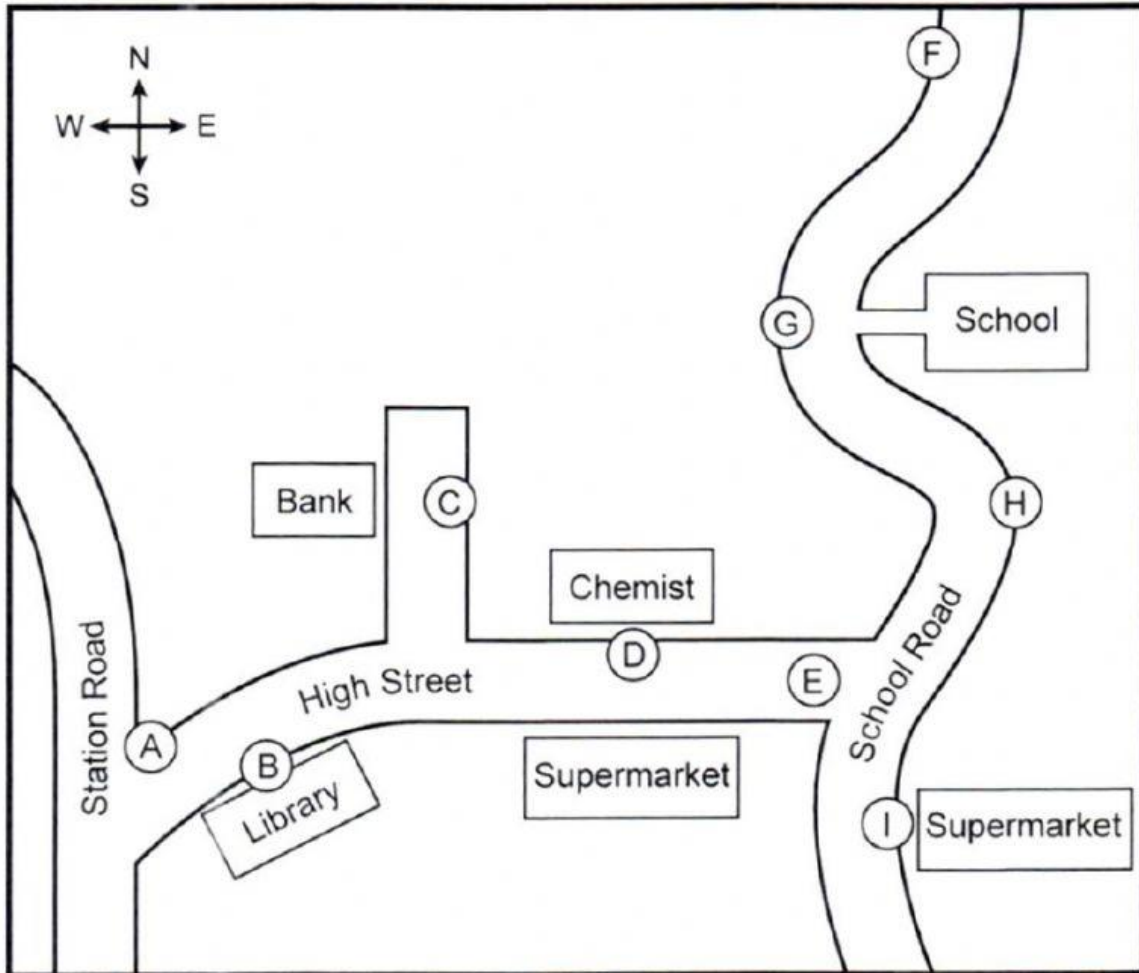 N
W E
S
F
G
School
Bank
C
H
Chemist
D
E
High Street
School Road
Station Road
A
B
Library
Supermarket
I
Supermarket